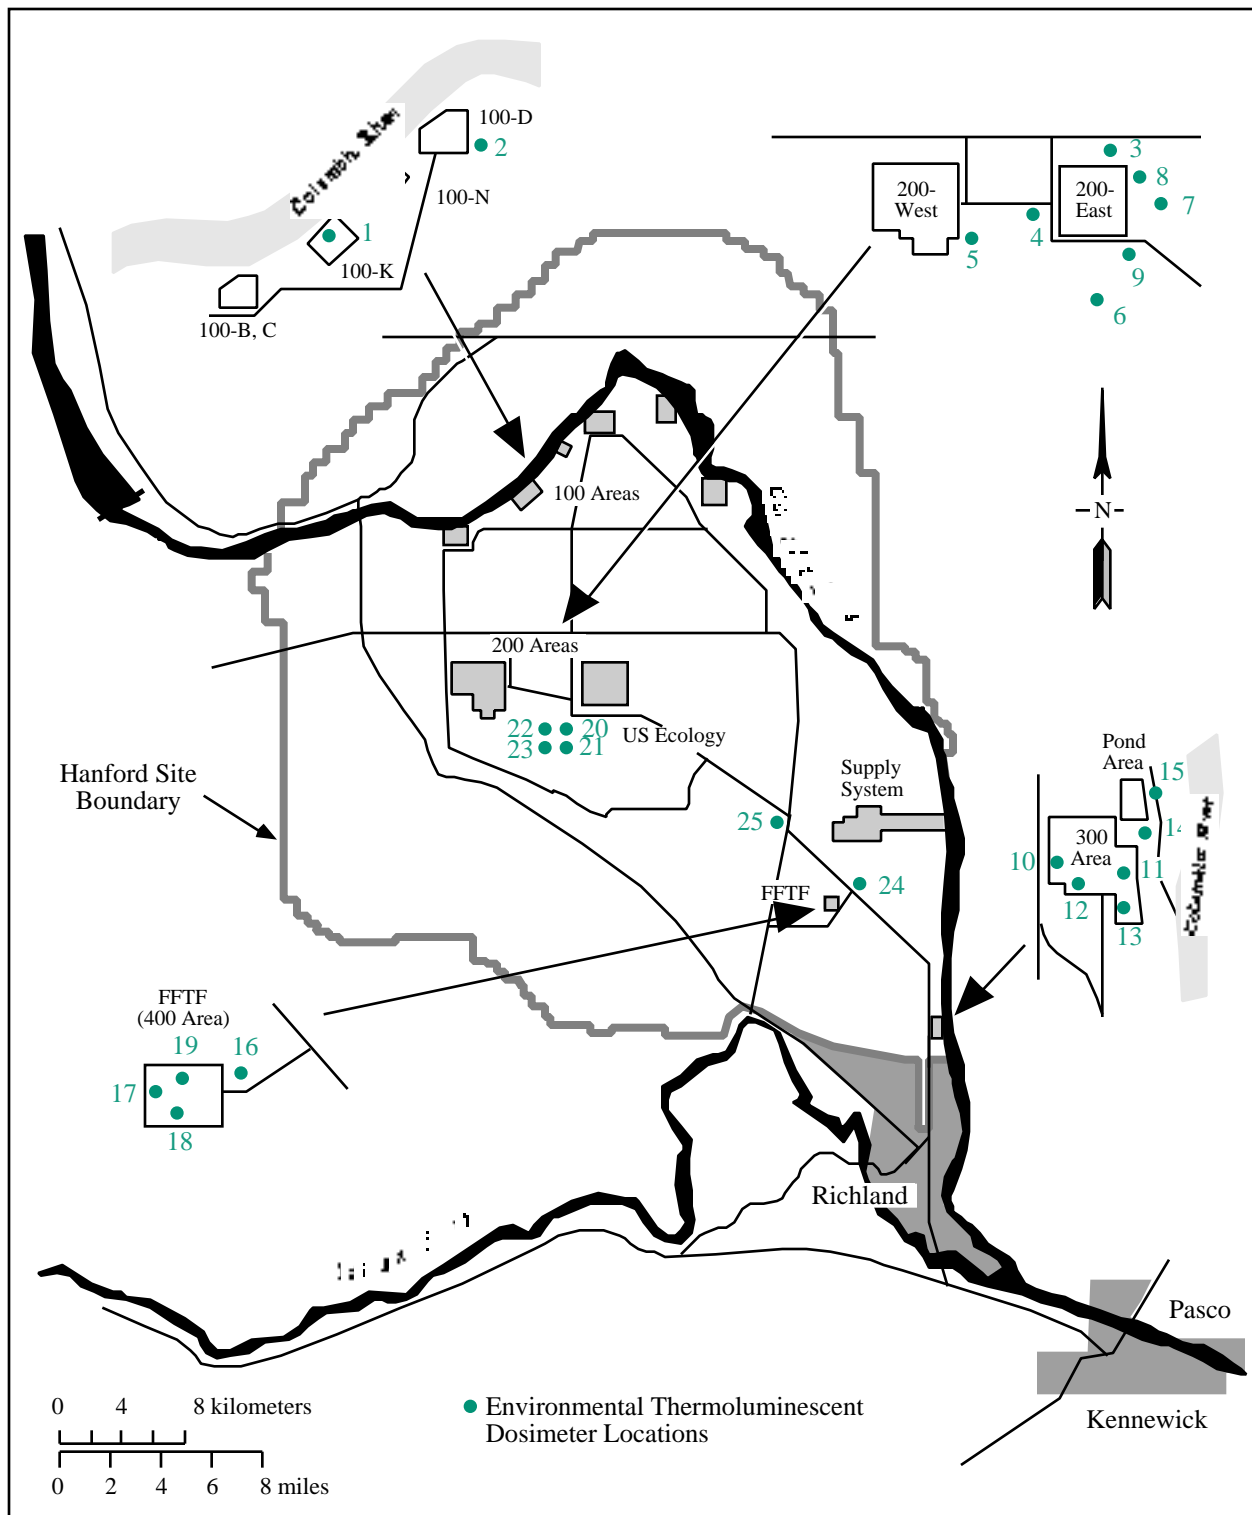 100-D
2
Columbia River
100-N
1
100-K
100-B, C
3
200-
West
200-
East
8
7
4
5
9
6
N
100 Areas
200 Areas
22
20
23
21
US Ecology
Hanford Site
Boundary
Supply
System
25
24
FFTF
Pond
Area
15
14
300
Area
10
11
12
13
Columbia River
FFTF
(400 Area)
19
16
17
18
Richland
Pasco
Kennewick
0 4 8 kilometers
0 2 4 6 8 miles
Environmental Thermoluminescent
Dosimeter Locations